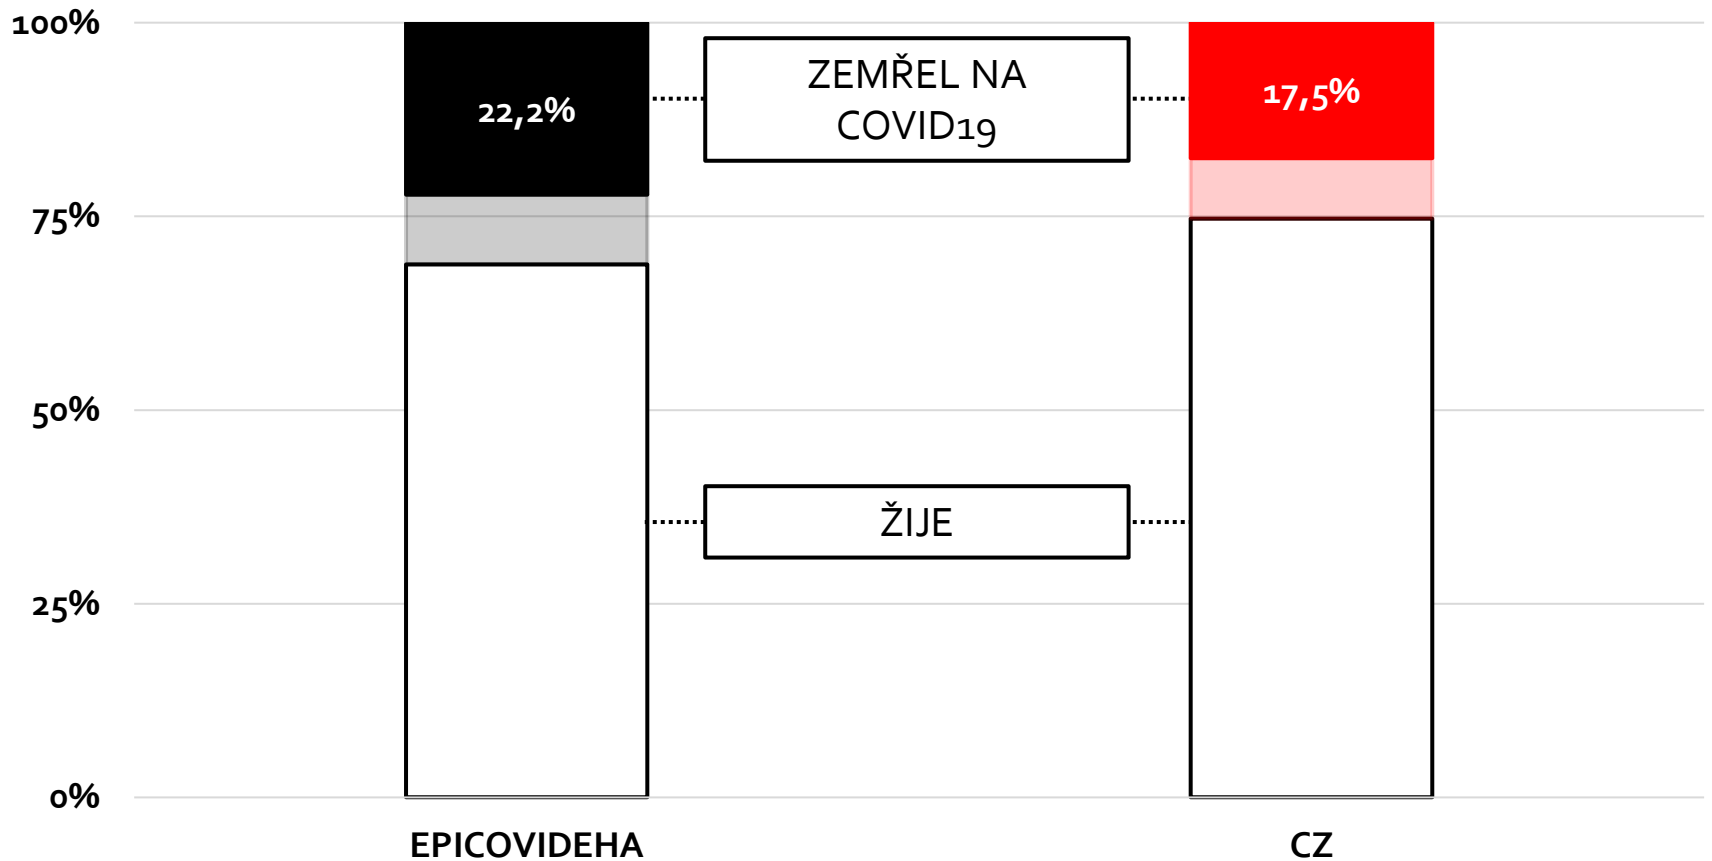 100%
ZEMŘEL NA
COVID19
22,2%
17,5%
75%
50%
ŽIJE
25%
0%
EPICOVIDEHA
CZ